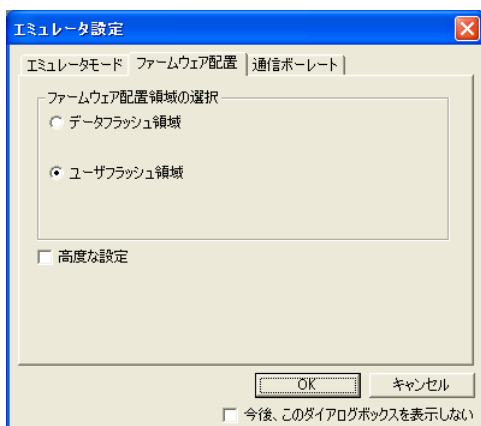 エミュレータ設定
エミュレータモード ファームウェア配置 通信ボーレート
ファームウェア配置領域の選択
データフラッシュ領域
ユーザフラッシュ領域
高度な設定
OK キャンセル
今後、このダイアログボックスを表示しない